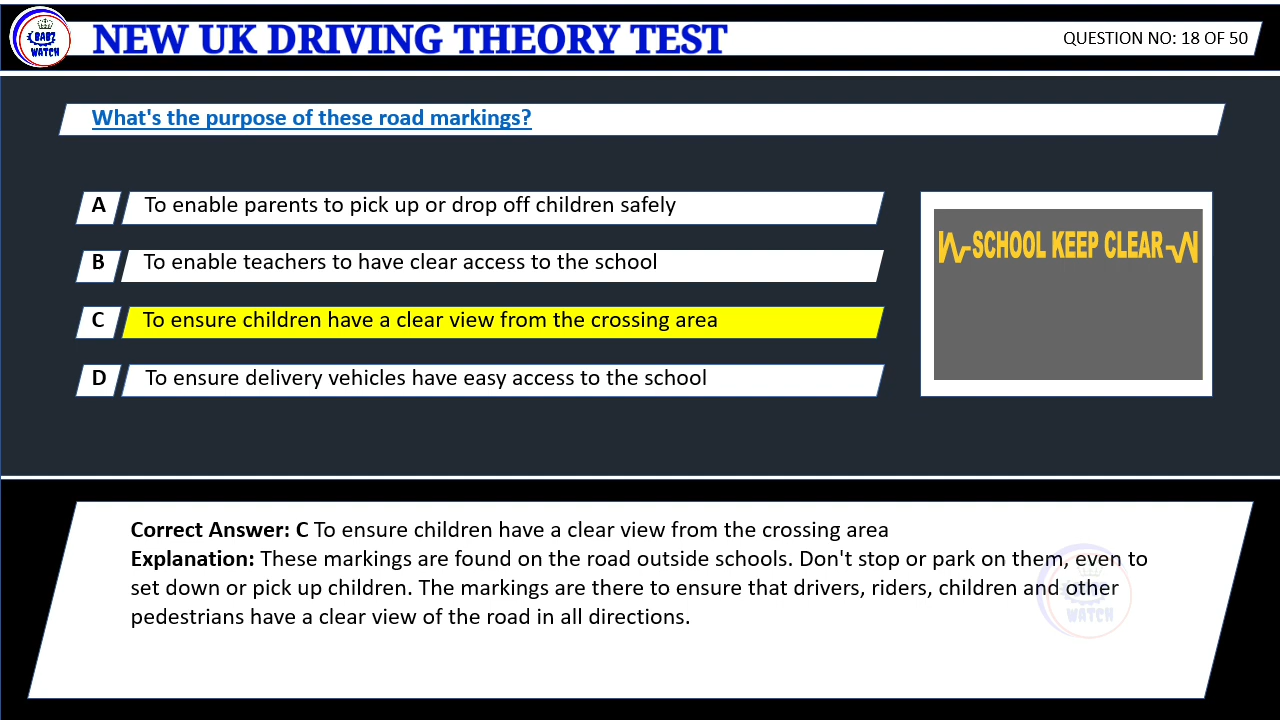 BABZ
WATCH
NEW UK DRIVING THEORY TEST
QUESTION NO: 18 OF 50
What's the purpose of these road markings?
A To enable parents to pick up or drop off children safely
B To enable teachers to have clear access to the school
C To ensure children have a clear view from the crossing area
D To ensure delivery vehicles have easy access to the school
SCHOOL KEEP CLEAR
Correct Answer: C To ensure children have a clear view from the crossing area
Explanation: These markings are found on the road outside schools. Don't stop or park on them, even to
set down or pick up children. The markings are there to ensure that drivers, riders, children and other
pedestrians have a clear view of the road in all directions.
WATCH